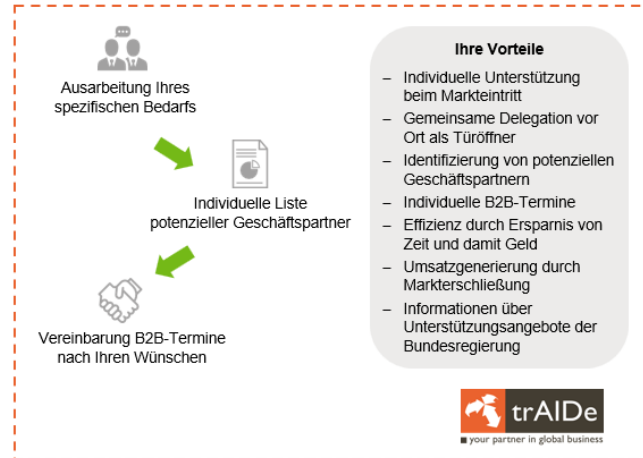 Ausarbeitung Ihres
spezifischen Bedarfs
Individuelle Liste
potenzieller Geschäftspartner
Vereinbarung B2B-Termine
nach Ihren Wünschen
Ihre Vorteile
– Individuelle Unterstützung
beim Markteintritt
– Gemeinsame Delegation vor
Ort als Türöffner
– Identifizierung von potenziellen
Geschäftspartnern
– Individuelle B2B-Termine
– Effizienz durch Ersparnis von
Zeit und damit Geld
– Umsatzgenerierung durch
Markterschließung
– Informationen über
Unterstützungsangebote der
Bundesregierung
trAIDe
your partner in global business